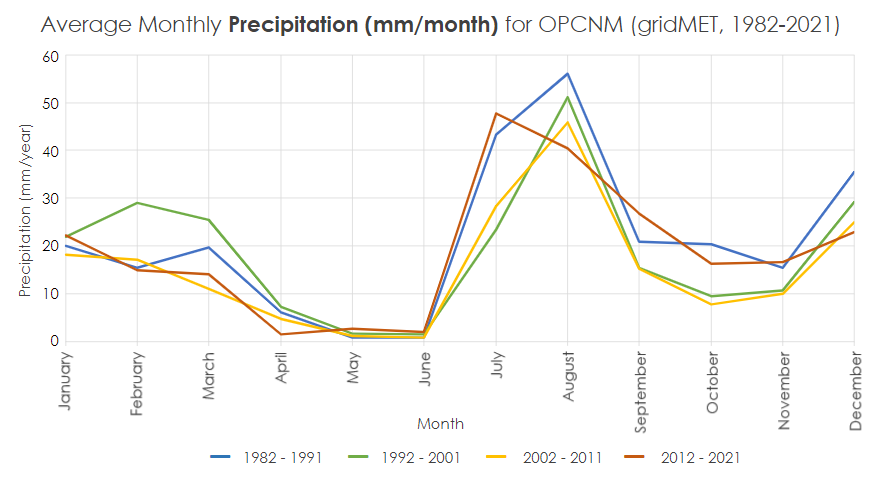 Average Monthly Precipitation (mm/month) for OPCNM (gridMET, 1982-2021)
Precipitation (mm/year)
60
50
40
30
20
10
0
January
February
March
April
May
June
July
August
September
October
November
December
Month
1982 - 1991
1992 - 2001
2002 - 2011
2012 - 2021